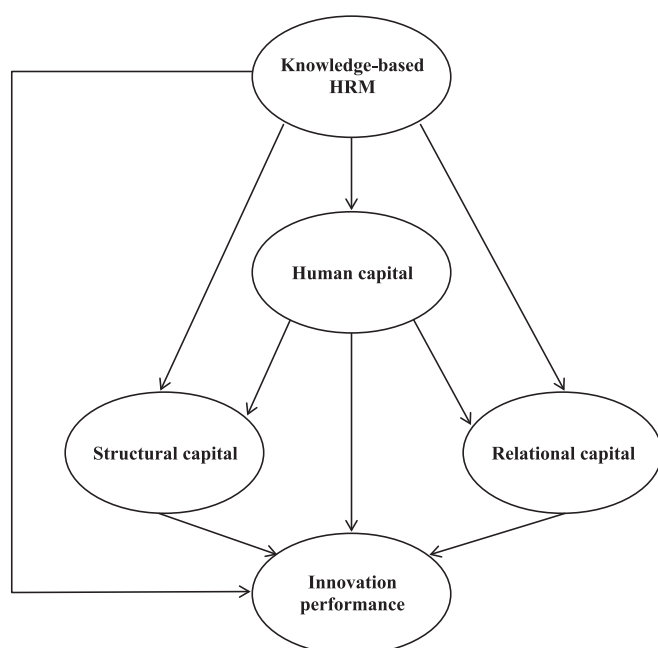 Knowledge-based
HRM
Human capital
Structural capital
Relational capital
Innovation
performance